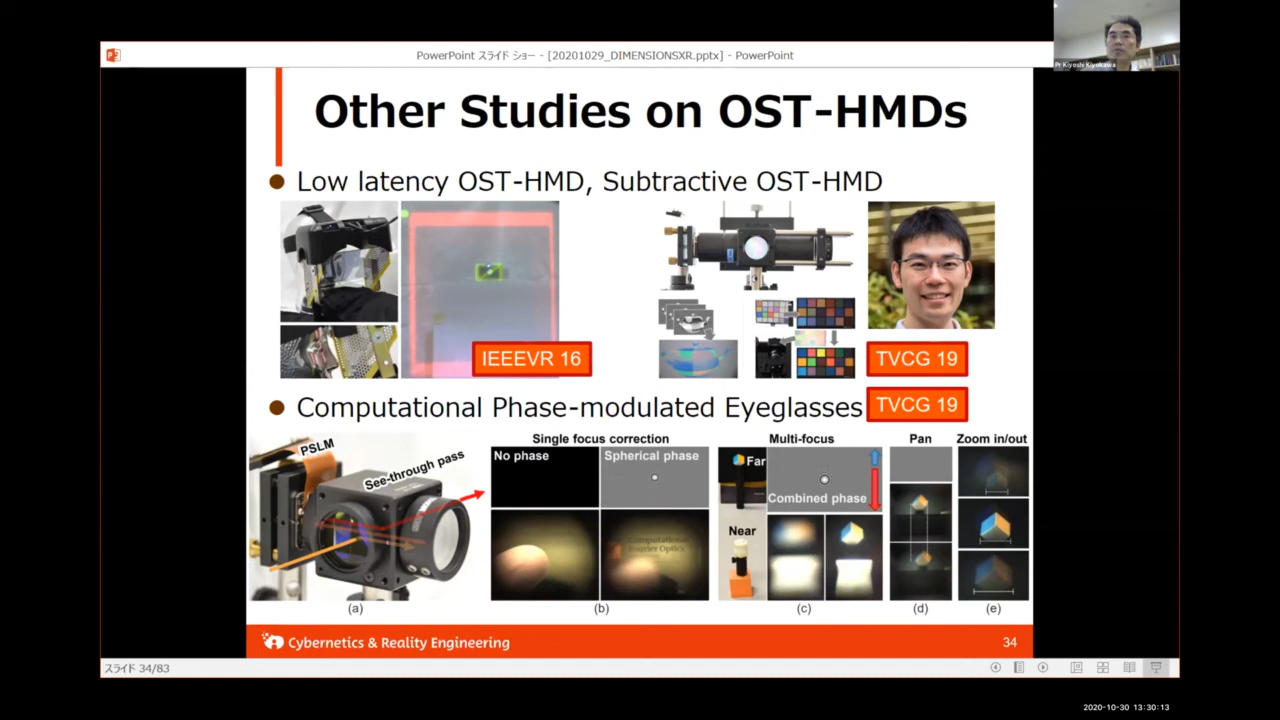 PowerPoint スライド ショー - [20201029_DIMENSIONSXR.pptx] - PowerPoint
Pr Kiyoshi Kiyokawa
Other Studies on OST-HMDs
Low latency OST-HMD, Subtractive OST-HMD
IEEEVR 16
TVCG 19
Computational Phase-modulated Eyeglasses
TVCG 19
PSLM
See-through pass
(a)
Single focus correction
No phase
Spherical phase
Computational
Fourier Optics
(b)
Multi-focus
Far
Combined phase
Near
(c)
Pan
(d)
Zoom in/out
(e)
Cybernetics & Reality Engineering
34
スライド 34/83
2020-10-30 13:30:13